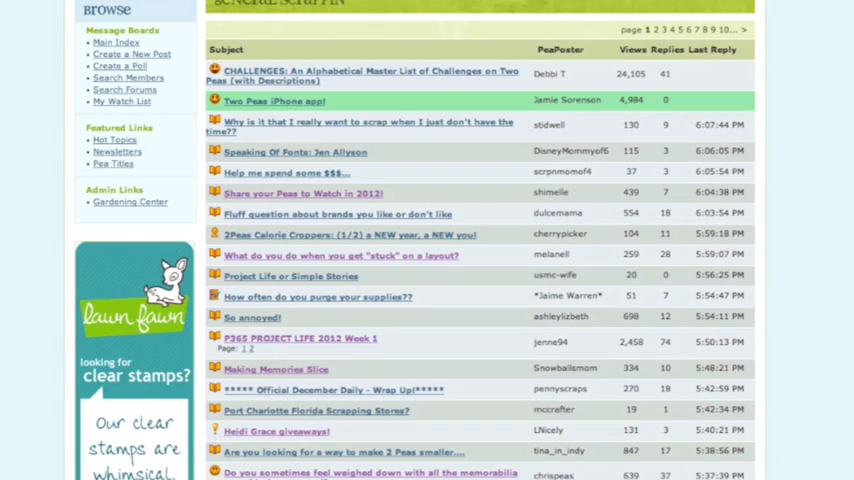 BROWSE
GENERAL SCRAPPIN'
Message Boards
• Main Index
• Create a New Post
• Create a Poll
• Search Members
• Search Forums
• My Watch List
Featured Links
• Hot Topics
• Newsletters
• Pea Titles
Admin Links
• Gardening Center
lawn fawn
looking for
clear stamps?
Our clear
stamps are
whimsical,
page 1 2 3 4 5 6 7 8 9 10... >
Subject PeaPoster Views Replies Last Reply
CHALLENGES: An Alphabetical Master List of Challenges on Two
Peas (with Descriptions) Debbi T 24,105 41
Two Peas iPhone app! Jamie Sorenson 4,984 0
Why is it that I really want to scrap when I just don't have the
time?? stidwell 130 9 6:07:44 PM
Speaking Of Fonts: Jen Allyson DisneyMommyof6 115 3 6:06:05 PM
Help me spend some $$$... scrpnmomof4 37 3 6:05:54 PM
Share your Peas to Watch in 2012! shimelle 439 7 6:04:38 PM
Fluff question about brands you like or don't like dulcemama 554 18 6:03:54 PM
2Peas Calorie Croppers: (1/2) a NEW year, a NEW you! cherrypicker 104 11 5:59:18 PM
What do you do when you get "stuck" on a layout? melanell 259 28 5:59:07 PM
Project Life or Simple Stories usmc-wife 20 0 5:56:25 PM
How often do you purge your supplies?? *Jaime Warren* 51 7 5:54:47 PM
So annoyed! ashleylizbeth 698 12 5:54:11 PM
P365 PROJECT LIFE 2012 Week 1
Page: 1 2 jenne94 2,458 74 5:50:13 PM
Making Memories Slice Snowballsmom 334 10 5:48:21 PM
***** Official December Daily - Wrap Up!***** pennyscraps 270 18 5:42:59 PM
Port Charlotte Florida Scrapping Stores? mccrafter 19 1 5:42:34 PM
Heidi Grace giveaways! LNicely 131 3 5:40:21 PM
Are you looking for a way to make 2 Peas smaller.... tina_in_indy 847 17 5:38:56 PM
Do you sometimes feel weighed down with all the memorabilia
chrispeas 639 37 5:37:39 PM